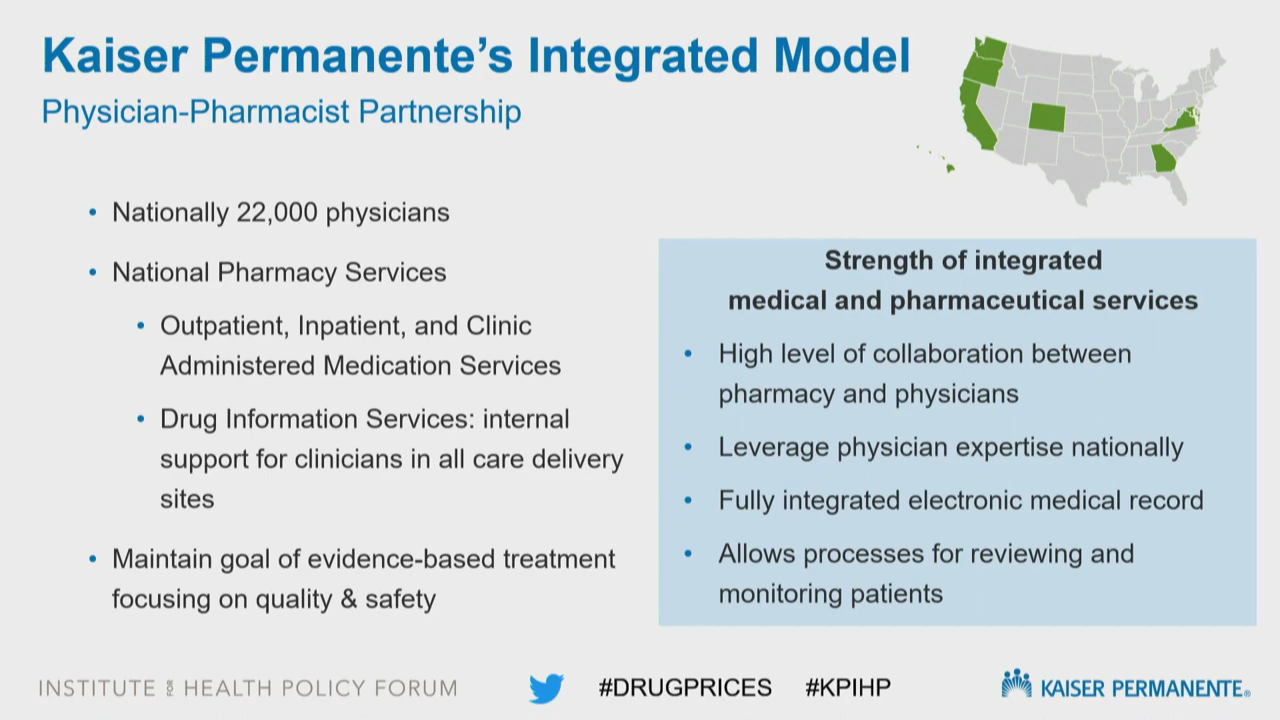 Kaiser Permanente's Integrated Model
Physician-Pharmacist Partnership
• Nationally 22,000 physicians
• National Pharmacy Services
• Outpatient, Inpatient, and Clinic
Administered Medication Services
• Drug Information Services: internal
support for clinicians in all care delivery
sites
• Maintain goal of evidence-based treatment
focusing on quality & safety
Strength of integrated
medical and pharmaceutical services
• High level of collaboration between
pharmacy and physicians
• Leverage physician expertise nationally
• Fully integrated electronic medical record
• Allows processes for reviewing and
monitoring patients
INSTITUTE FOR HEALTH POLICY FORUM
#DRUGPRICES #KPIHP
KAISER PERMANENTE®